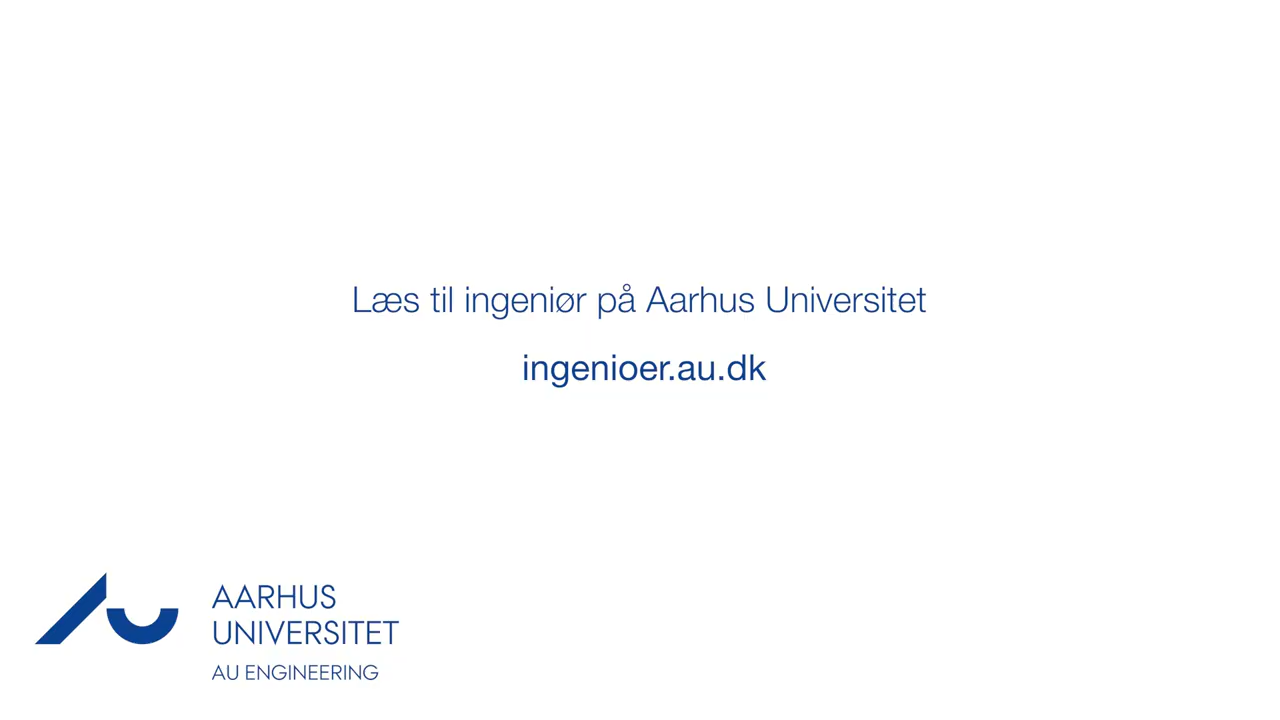 Læs til ingeniør på Aarhus Universitet
ingenioer.au.dk
AARHUS
UNIVERSITET
AU ENGINEERING